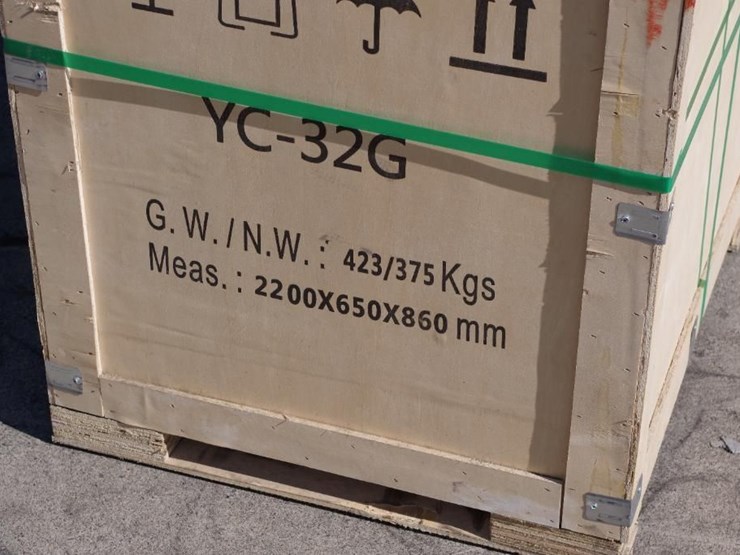 YC-32G
G.W./N.W.: 423/375 Kgs
Meas.: 2200X650X860 mm